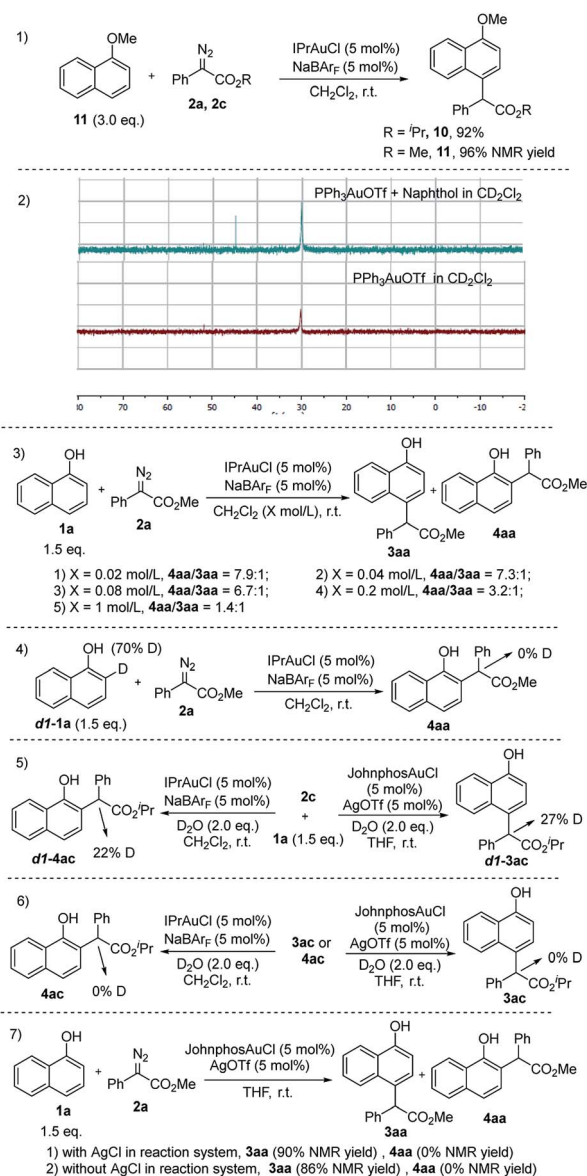 1)
OMe
11 (3.0 eq.)
+
N2
Ph
CO2R
2a, 2c
IPrAuCl (5 mol%)
NaBArF (5 mol%)
CH2Cl2, r.t.
OMe
Ph
CO2R
R = iPr, 10, 92%
R = Me, 11, 96% NMR yield
2)
PPh3AuOTf + Naphthol in CD2Cl2
PPh3AuOTf in CD2Cl2
80 70 60 50 40 30 20 10 0 -10 -2
3)
OH
1a
1.5 eq.
+
N2
Ph
CO2Me
2a
IPrAuCl (5 mol%)
NaBArF (5 mol%)
CH2Cl2 (X mol/L), r.t.
OH
Ph
CO2Me
3aa
+
OH
Ph
CO2Me
4aa
1) X = 0.02 mol/L, 4aa/3aa = 7.9:1; 2) X = 0.04 mol/L, 4aa/3aa = 7.3:1;
3) X = 0.08 mol/L, 4aa/3aa = 6.7:1; 4) X = 0.2 mol/L, 4aa/3aa = 3.2:1;
5) X = 1 mol/L, 4aa/3aa = 1.4:1
4)
OH (70% D)
D
d1-1a (1.5 eq.)
+
N2
Ph
CO2Me
2a
IPrAuCl (5 mol%)
NaBArF (5 mol%)
CH2Cl2, r.t.
OH
Ph
0% D
CO2Me
4aa
5)
OH
Ph
CO2iPr
22% D
d1-4ac
IPrAuCl (5 mol%)
NaBArF (5 mol%)
D2O (2.0 eq.)
CH2Cl2, r.t.
2c
+
1a (1.5 eq.)
JohnphosAuCl
(5 mol%)
AgOTf (5 mol%)
D2O (2.0 eq.)
THF, r.t.
OH
27% D
Ph
CO2iPr
d1-3ac
6)
OH
Ph
CO2iPr
0% D
4ac
IPrAuCl (5 mol%)
NaBArF (5 mol%)
D2O (2.0 eq.)
CH2Cl2, r.t.
3ac or
4ac
JohnphosAuCl
(5 mol%)
AgOTf (5 mol%)
D2O (2.0 eq.)
THF, r.t.
OH
0% D
Ph
CO2iPr
3ac
7)
OH
1a
1.5 eq.
+
N2
Ph
CO2Me
2a
JohnphosAuCl (5 mol%)
AgOTf (5 mol%)
THF, r.t.
OH
Ph
CO2Me
3aa
+
OH
Ph
CO2Me
4aa
1) with AgCl in reaction system, 3aa (90% NMR yield) , 4aa (0% NMR yield)
2) without AgCl in reaction system, 3aa (86% NMR yield) , 4aa (0% NMR yield)